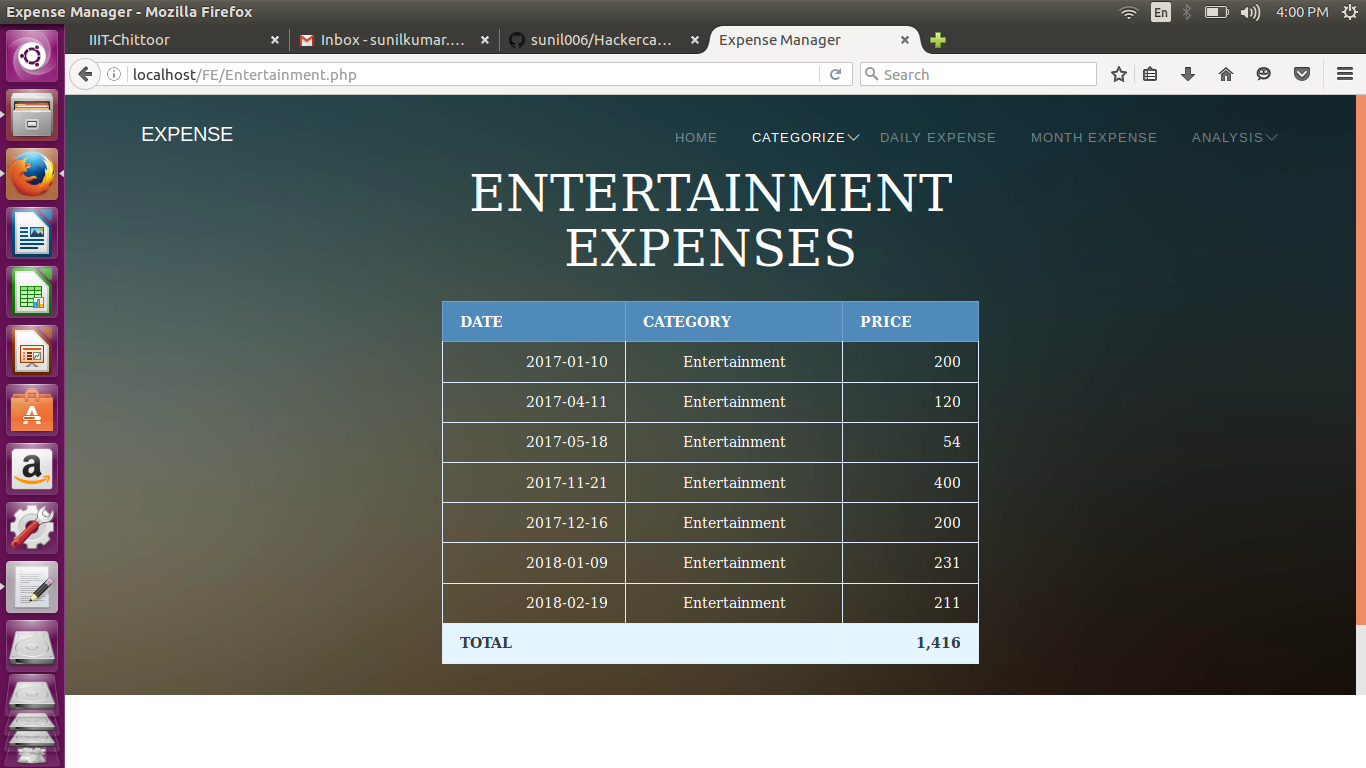 Expense Manager - Mozilla Firefox
En
4:00 PM
IIIT-Chittoor
Inbox - sunilkumar.…
sunil006/Hackerca…
Expense Manager
localhost/FE/Entertainment.php
Search
EXPENSE
HOME
CATEGORIZE
DAILY EXPENSE
MONTH EXPENSE
ANALYSIS
ENTERTAINMENT
EXPENSES
DATE CATEGORY PRICE
2017-01-10 Entertainment 200
2017-04-11 Entertainment 120
2017-05-18 Entertainment 54
2017-11-21 Entertainment 400
2017-12-16 Entertainment 200
2018-01-09 Entertainment 231
2018-02-19 Entertainment 211
TOTAL 1,416